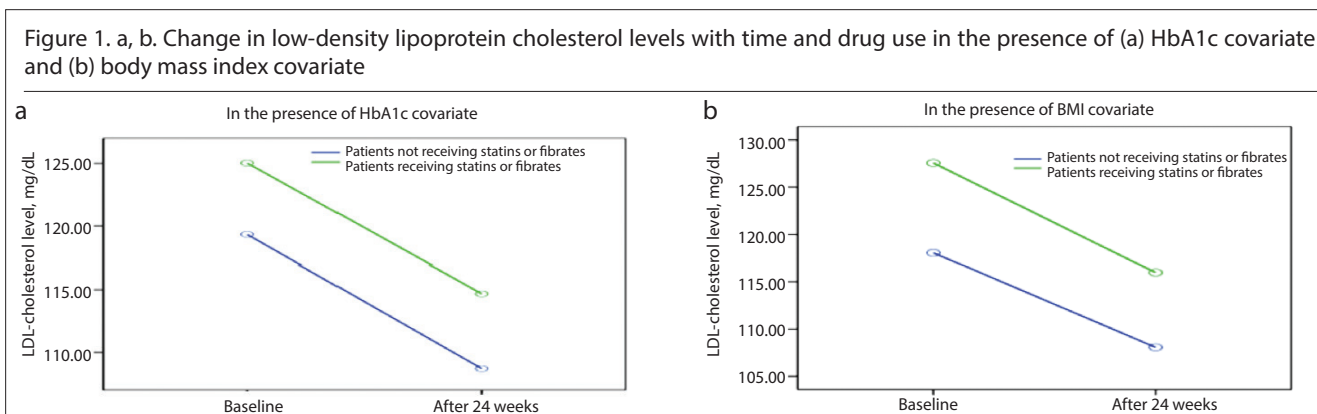 Figure 1. a, b. Change in low-density lipoprotein cholesterol levels with time and drug use in the presence of (a) HbA1c covariate
and (b) body mass index covariate
a
In the presence of HbA1c covariate
LDL-cholesterol level, mg/dL
125.00
120.00
115.00
110.00
Patients not receiving statins or fibrates
Patients receiving statins or fibrates
Baseline
After 24 weeks
b
In the presence of BMI covariate
LDL-cholesterol level, mg/dL
130.00
125.00
120.00
115.00
110.00
105.00
Patients not receiving statins or fibrates
Patients receiving statins or fibrates
Baseline
After 24 weeks